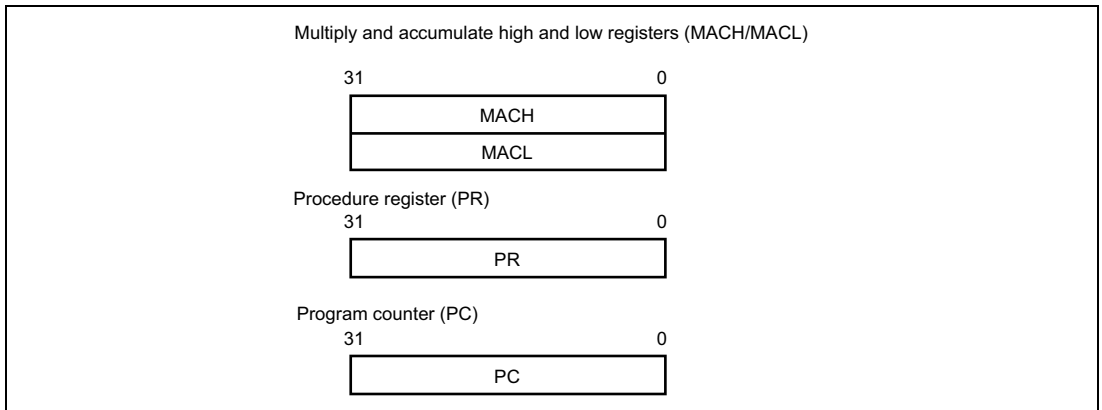 Multiply and accumulate high and low registers (MACH/MACL)
31 0
MACH
MACL
Procedure register (PR)
31 0
PR
Program counter (PC)
31 0
PC